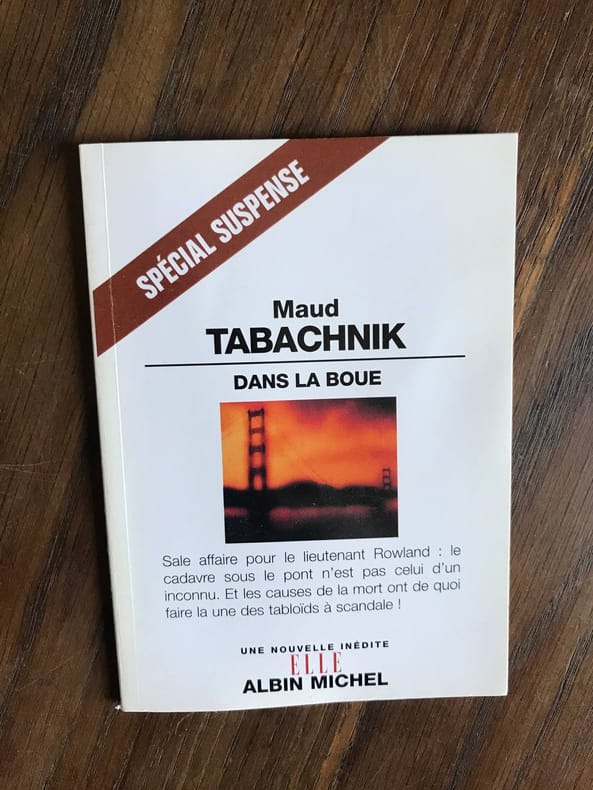 SPÉCIAL SUSPENSE
Maud
TABACHNIK
DANS LA BOUE
Sale affaire pour le lieutenant Rowland : le
cadavre sous le pont n'est pas celui d'un
inconnu. Et les causes de la mort ont de quoi
faire la une des tabloïds à scandale !
UNE NOUVELLE INÉDITE
ELLE
ALBIN MICHEL